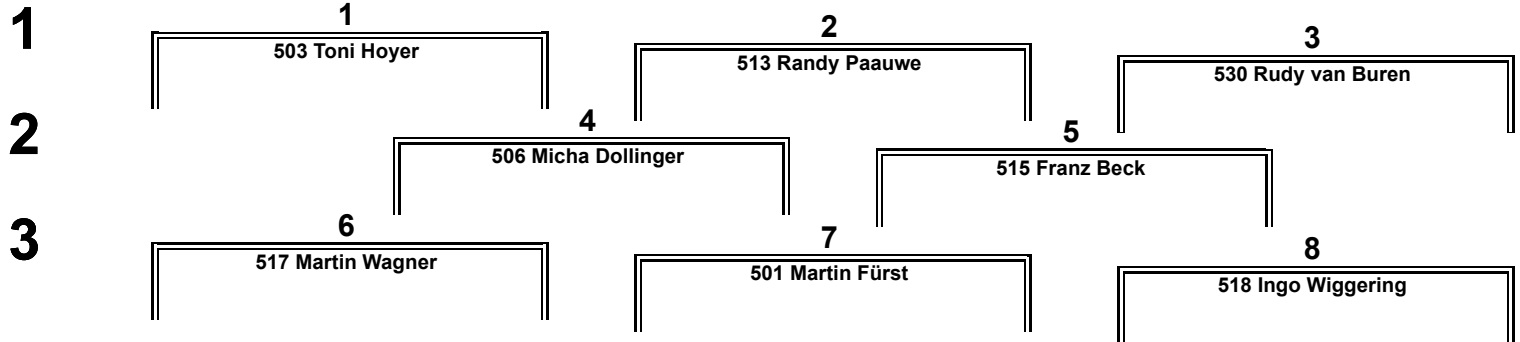 1
1
503 Toni Hoyer
2
513 Randy Paauwe
3
530 Rudy van Buren
2
4
506 Micha Dollinger
5
515 Franz Beck
3
6
517 Martin Wagner
7
501 Martin Fürst
8
518 Ingo Wiggering